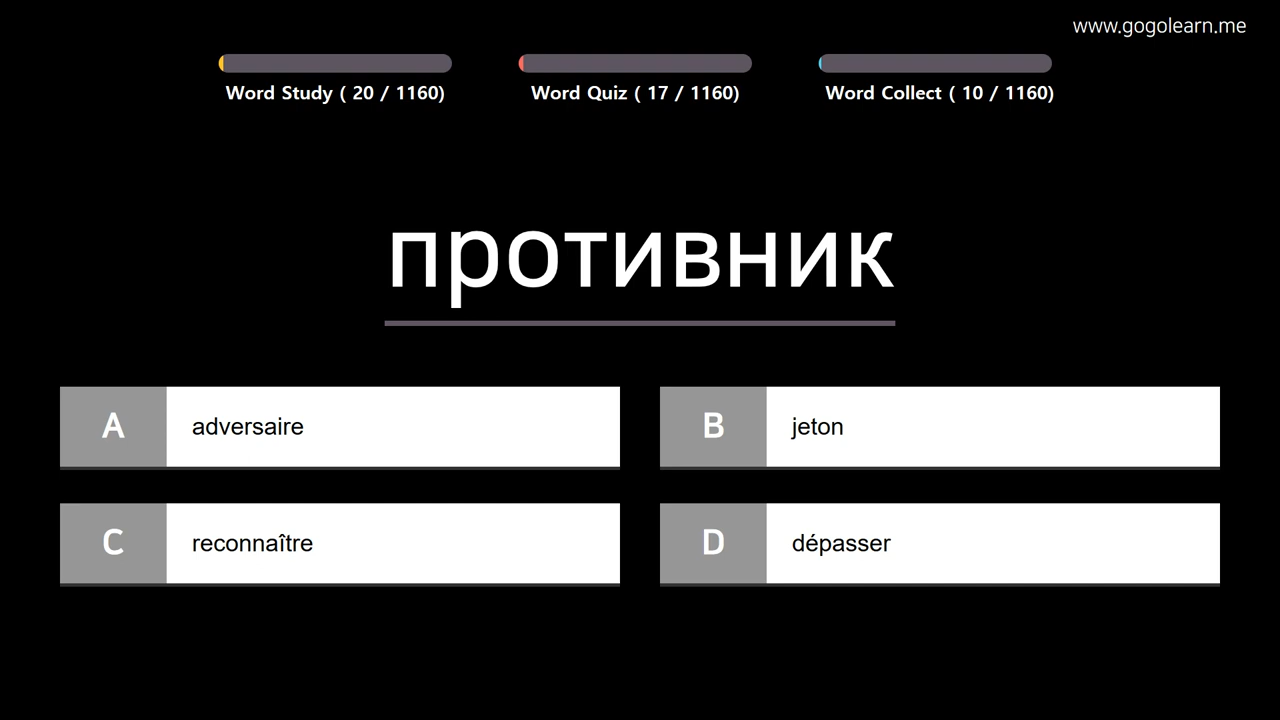 www.gogolearn.me
Word Study ( 20 / 1160)
Word Quiz ( 17 / 1160)
Word Collect ( 10 / 1160)
противник
A adversaire
B jeton
C reconnaître
D dépasser